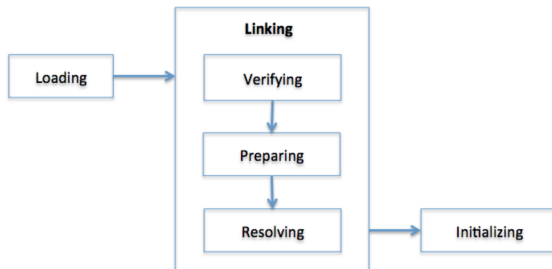 Linking
Loading
Verifying
Preparing
Resolving
Initializing